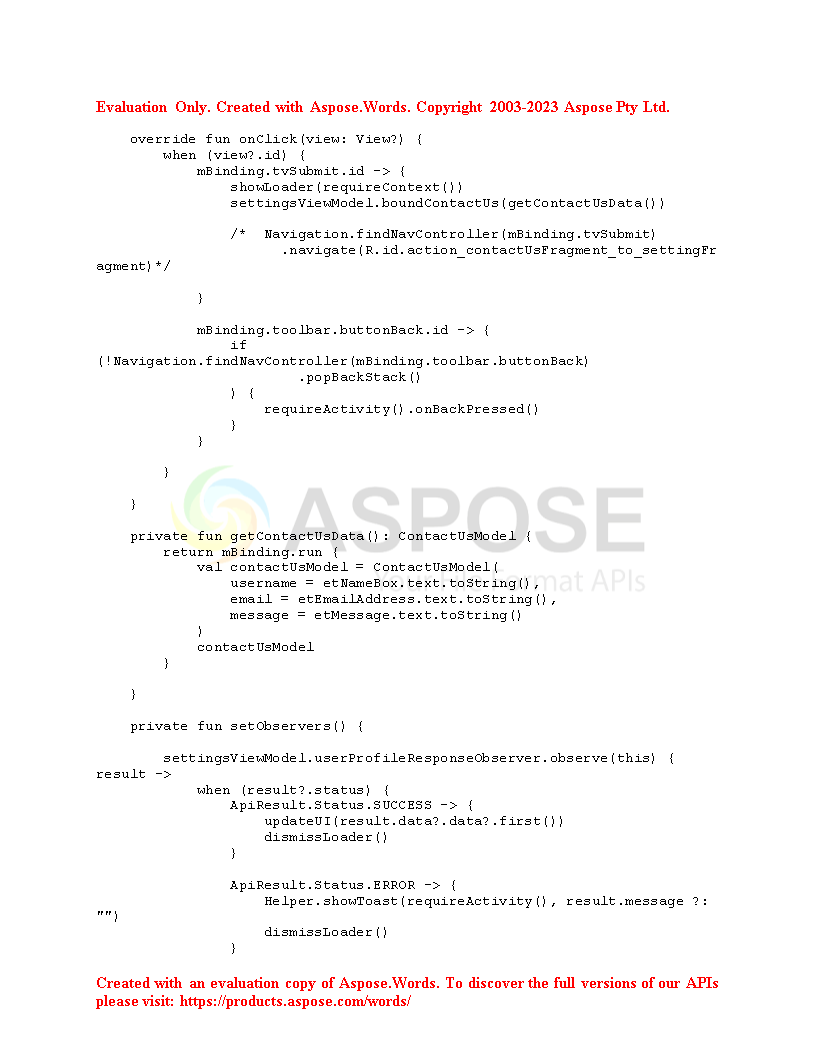 Evaluation Only. Created with Aspose.Words. Copyright 2003-2023 Aspose Pty Ltd.
    override fun onClick(view: View?) {
        when (view?.id) {
            mBinding.tvSubmit.id -> {
                showLoader(requireContext())
                settingsViewModel.boundContactUs(getContactUsData())
                /*  Navigation.findNavController(mBinding.tvSubmit)
                      .navigate(R.id.action_contactUsFragment_to_settingFr
agment)*/
            }
            mBinding.toolbar.buttonBack.id -> {
                if
(!Navigation.findNavController(mBinding.toolbar.buttonBack)
                        .popBackStack()
                ) {
                    requireActivity().onBackPressed()
                }
            }
        }
    }
ASPOSE
    private fun getContactUsData(): ContactUsModel {
        return mBinding.run {
            val contactUsModel = ContactUsModel(
                username = etNameBox.text.toString(),
mat APIs
                email = etEmailAddress.text.toString(),
                message = etMessage.text.toString()
            )
            contactUsModel
        }
    }
    private fun setObservers() {
        settingsViewModel.userProfileResponseObserver.observe(this) {
result ->
            when (result?.status) {
                ApiResult.Status.SUCCESS -> {
                    updateUI(result.data?.data?.first())
                    dismissLoader()
                }
                ApiResult.Status.ERROR -> {
                    Helper.showToast(requireActivity(), result.message ?:
"")
                    dismissLoader()
                }
Created with an evaluation copy of Aspose.Words. To discover the full versions of our APIs
please visit: https://products.aspose.com/words/